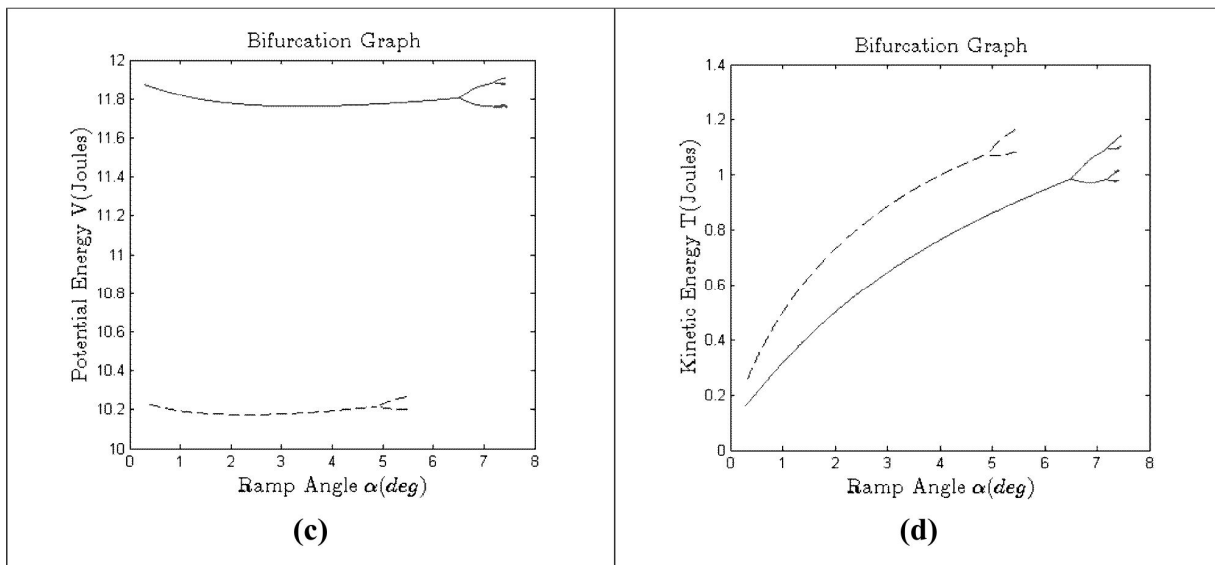 Bifurcation Graph
12
11.8
11.6
11.4
11.2
11
10.8
10.6
10.4
10.2
10
Potential Energy V(Joules)
0 1 2 3 4 5 6 7 8
Ramp Angle α(deg)
(c)
Bifurcation Graph
1.4
1.2
1
0.8
0.6
0.4
0.2
0
Kinetic Energy T(Joules)
0 1 2 3 4 5 6 7 8
Ramp Angle α(deg)
(d)